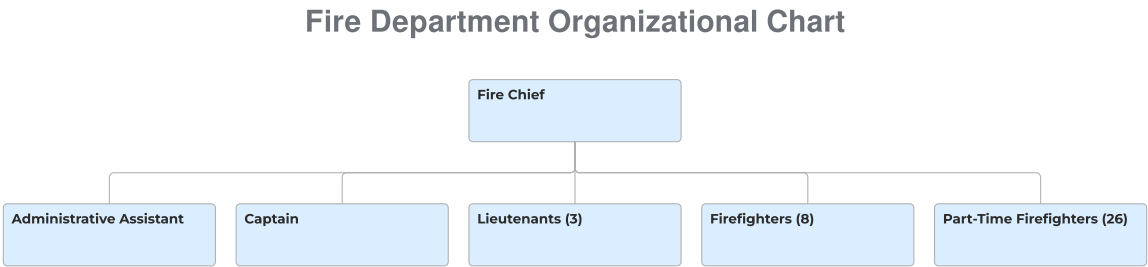 Fire Department Organizational Chart
Fire Chief
Administrative Assistant
Captain
Lieutenants (3)
Firefighters (8)
Part-Time Firefighters (26)